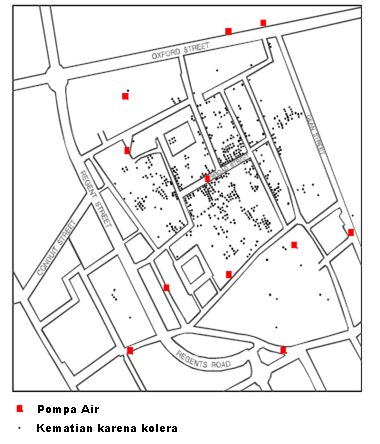 OXFORD STREET
REGENT STREET
CONDUIT STREET
REGENTS ROAD
Pompa Air
Kematian karena kolera